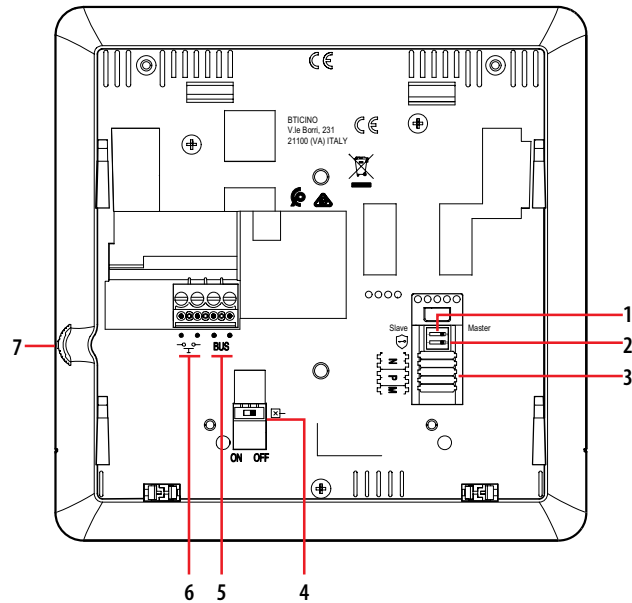 CE
BTICINO
V.le Borri, 231
21100 (VA) ITALY
CE
1
Slave
Master
2
7
N
P
M
3
BUS
ON OFF
6
5
4